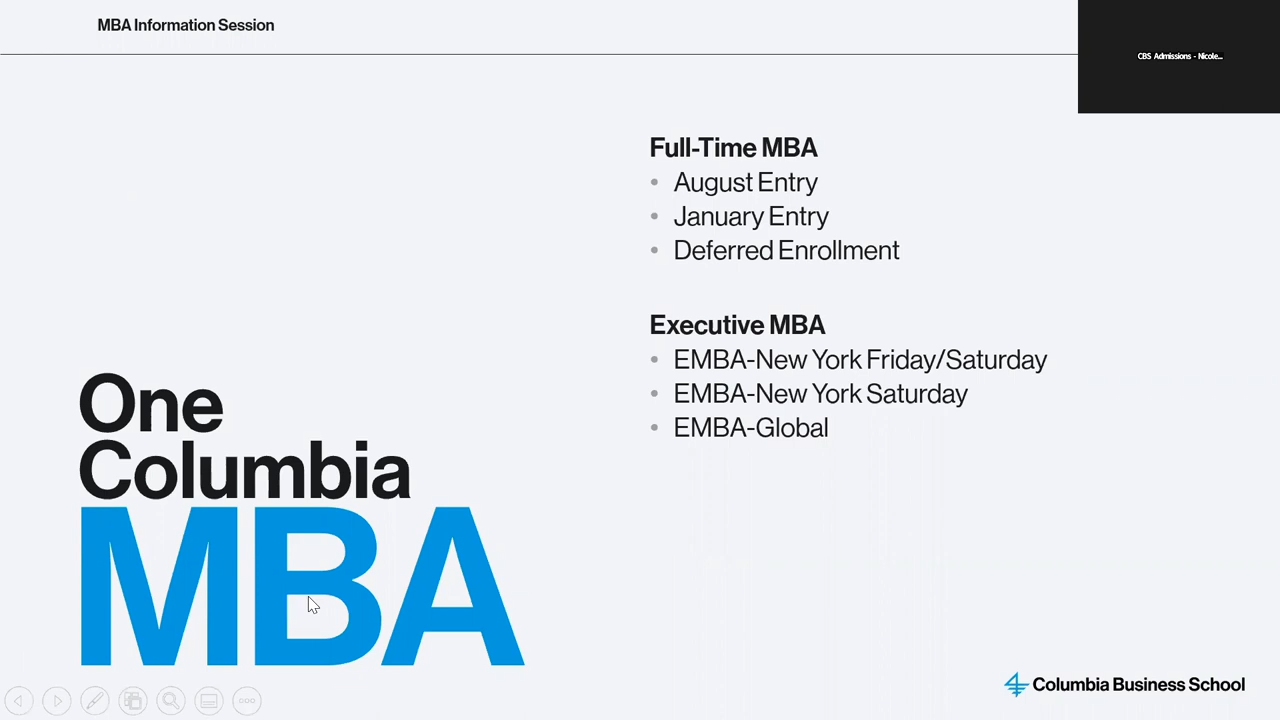 MBA Information Session
CBS Admissions - Nicole...
Full-Time MBA
• August Entry
• January Entry
• Deferred Enrollment
Executive MBA
• EMBA-New York Friday/Saturday
• EMBA-New York Saturday
• EMBA-Global
One
Columbia
MBA
Columbia Business School